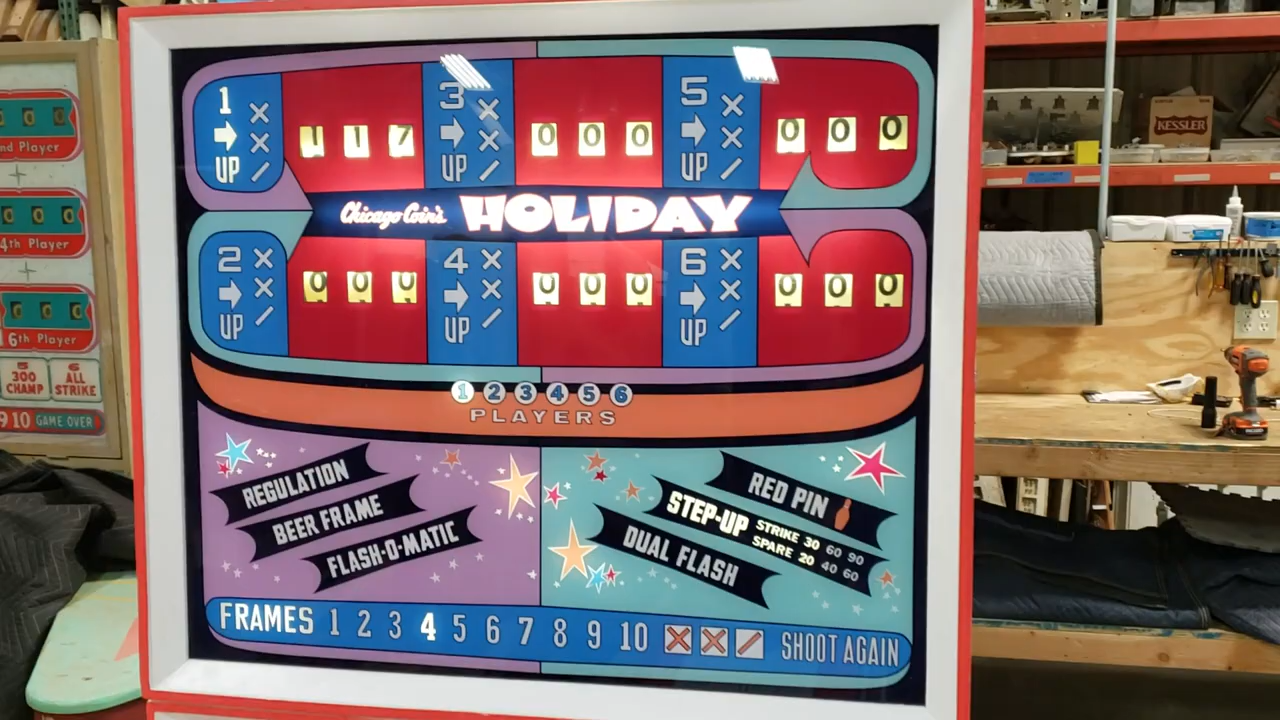 1 UP X X / 117
3 UP X X / 000
5 UP X X / 000
Chicago Coin's HOLIDAY
2 UP X X / 000
4 UP X X / 000
6 UP X X / 000
1 2 3 4 5 6
PLAYERS
REGULATION
BEER FRAME
FLASH-O-MATIC
RED PIN
STEP-UP STRIKE 30 60 90
SPARE 20 40 60
DUAL FLASH
FRAMES 1 2 3 4 5 6 7 8 9 10 X X / SHOOT AGAIN
000
Player
000
4th Player
000
6th Player
5 300 CHAMP
6 ALL STRIKE
9 10 GAME OVER
KESSLER